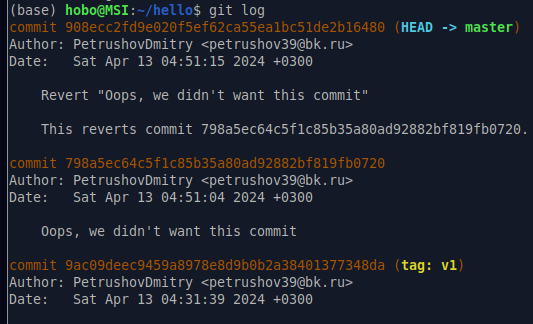 (base) hobo@MSI:~/hello$ git log
commit 908ecc2fd9e020f5ef62ca55ea1bc51de2b16480 (HEAD -> master)
Author: PetrushovDmitry <petrushov39@bk.ru>
Date:   Sat Apr 13 04:51:15 2024 +0300
    Revert "Oops, we didn't want this commit"
    This reverts commit 798a5ec64c5f1c85b35a80ad92882bf819fb0720.
commit 798a5ec64c5f1c85b35a80ad92882bf819fb0720
Author: PetrushovDmitry <petrushov39@bk.ru>
Date:   Sat Apr 13 04:51:04 2024 +0300
    Oops, we didn't want this commit
commit 9ac09deec9459a8978e8d9b0b2a38401377348da (tag: v1)
Author: PetrushovDmitry <petrushov39@bk.ru>
Date:   Sat Apr 13 04:31:39 2024 +0300